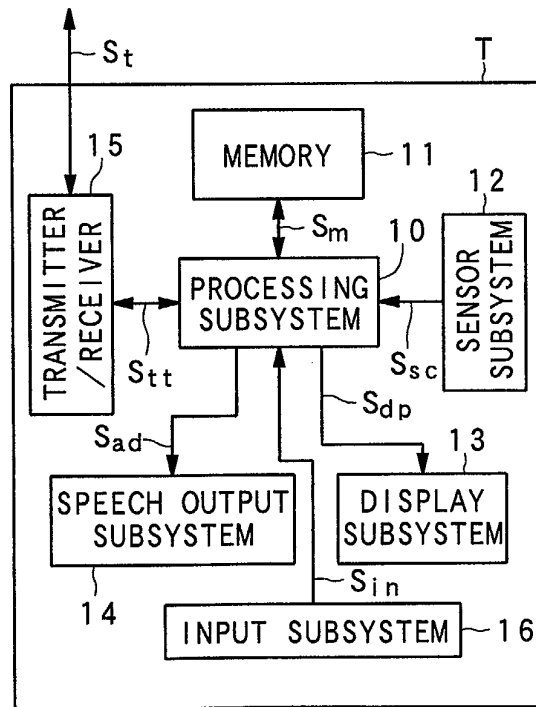 St
T
15
MEMORY
11
12
TRANSMITTER
/RECEIVER
Sm
10
SENSOR
SUBSYSTEM
PROCESSING
SUBSYSTEM
Stt
Ssc
Sad
Sdp
13
SPEECH OUTPUT
SUBSYSTEM
DISPLAY
SUBSYSTEM
14
Sin
INPUT SUBSYSTEM
16